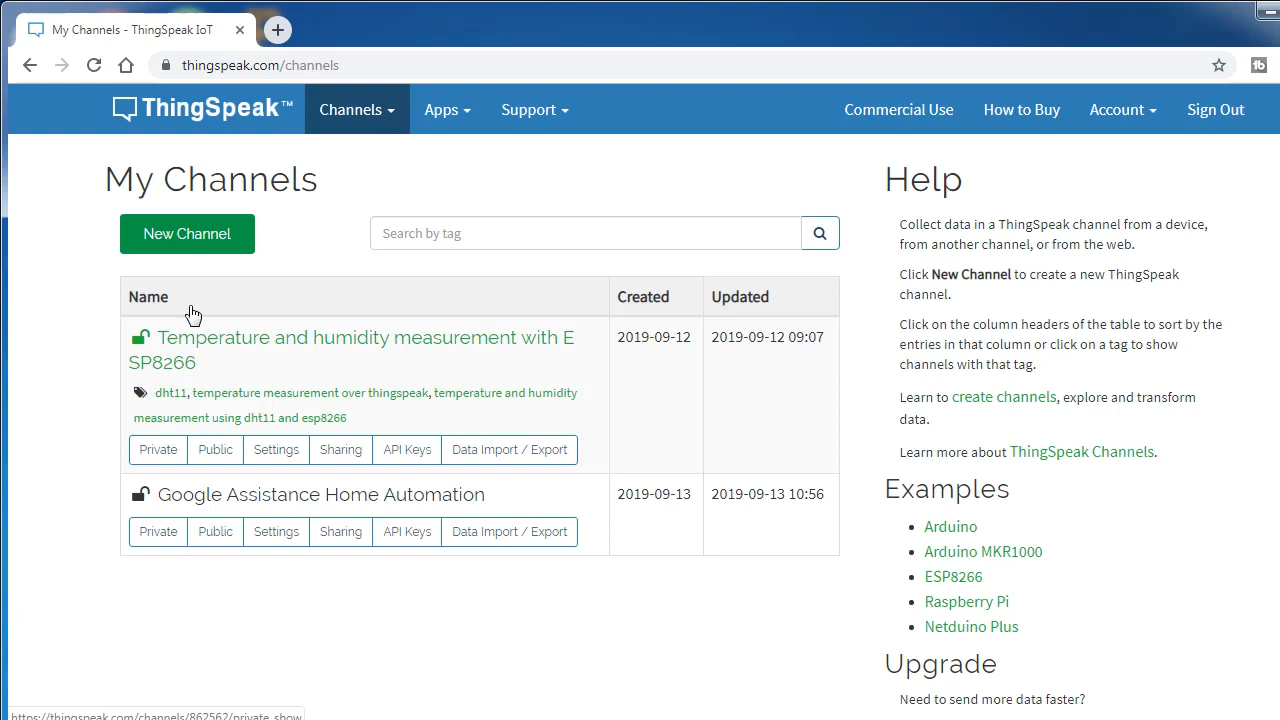 My Channels - ThingSpeak IoT
thingspeak.com/channels
ThingSpeak™
Channels
Apps
Support
Commercial Use
How to Buy
Account
Sign Out
My Channels
New Channel
Search by tag
Name
Created
Updated
Temperature and humidity measurement with E
SP8266
2019-09-12
2019-09-12 09:07
dht11, temperature measurement over thingspeak, temperature and humidity
measurement using dht11 and esp8266
Private
Public
Settings
Sharing
API Keys
Data Import / Export
Google Assistance Home Automation
2019-09-13
2019-09-13 10:56
Private
Public
Settings
Sharing
API Keys
Data Import / Export
Help
Collect data in a ThingSpeak channel from a device,
from another channel, or from the web.
Click New Channel to create a new ThingSpeak
channel.
Click on the column headers of the table to sort by the
entries in that column or click on a tag to show
channels with that tag.
Learn to create channels, explore and transform
data.
Learn more about ThingSpeak Channels.
Examples
Arduino
Arduino MKR1000
ESP8266
Raspberry Pi
Netduino Plus
Upgrade
Need to send more data faster?
https://thingspeak.com/channels/862562/private_show